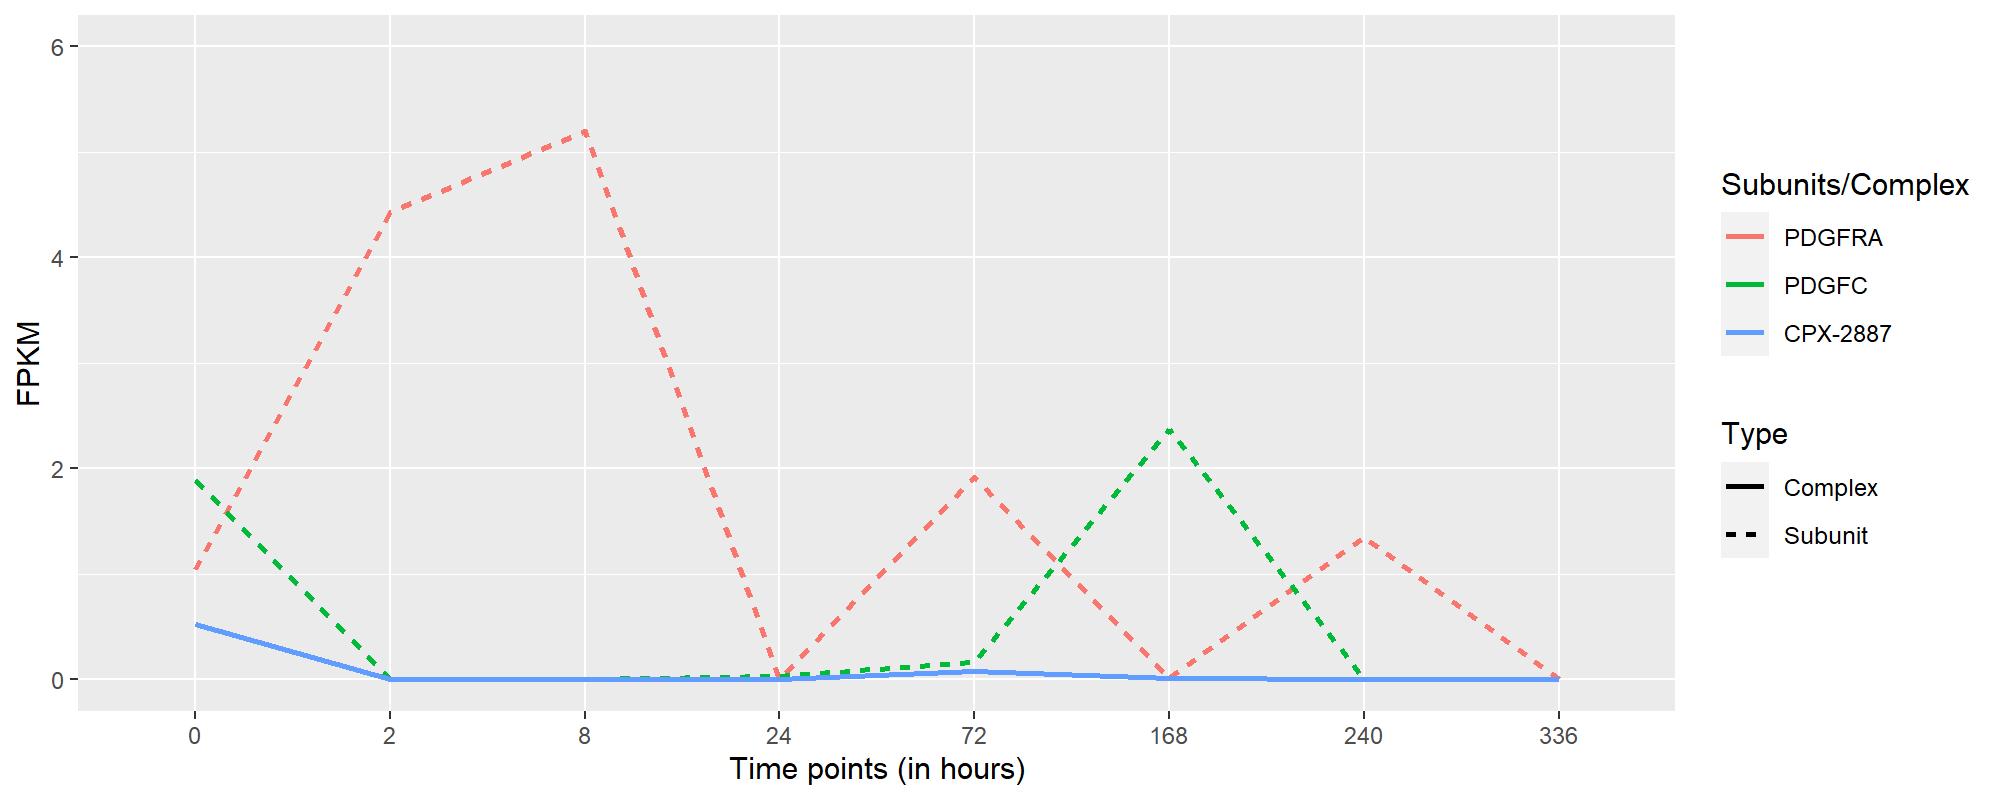 6
4
2
0
FPKM
0 2 8 24 72 168 240 336
Time points (in hours)
Subunits/Complex
PDGFRA
PDGFC
CPX-2887
Type
Complex
Subunit